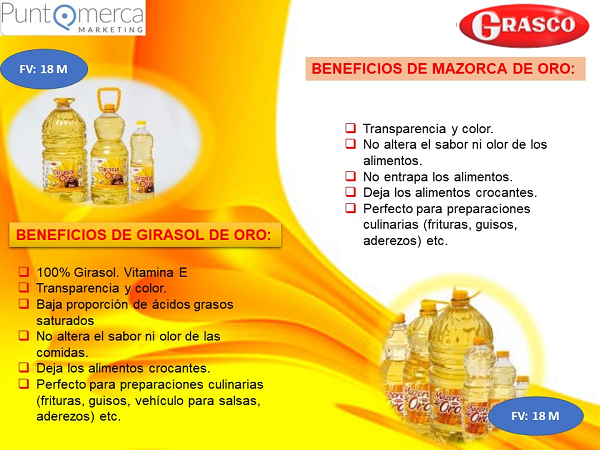 PuntOmerca
MARKETING
GRASCO
FV: 18 M
BENEFICIOS DE MAZORCA DE ORO:
Transparencia y color.
No altera el sabor ni olor de los
alimentos.
No entrapa los alimentos.
Deja los alimentos crocantes.
Perfecto para preparaciones
culinarias (frituras, guisos,
aderezos) etc.
Girasol
Oro
BENEFICIOS DE GIRASOL DE ORO:
100% Girasol. Vitamina E
Transparencia y color.
Baja proporción de ácidos grasos
saturados
No altera el sabor ni olor de las
comidas.
Deja los alimentos crocantes.
Perfecto para preparaciones culinarias
(frituras, guisos, vehículo para salsas,
aderezos) etc.
Mazorca
Oro
FV: 18 M